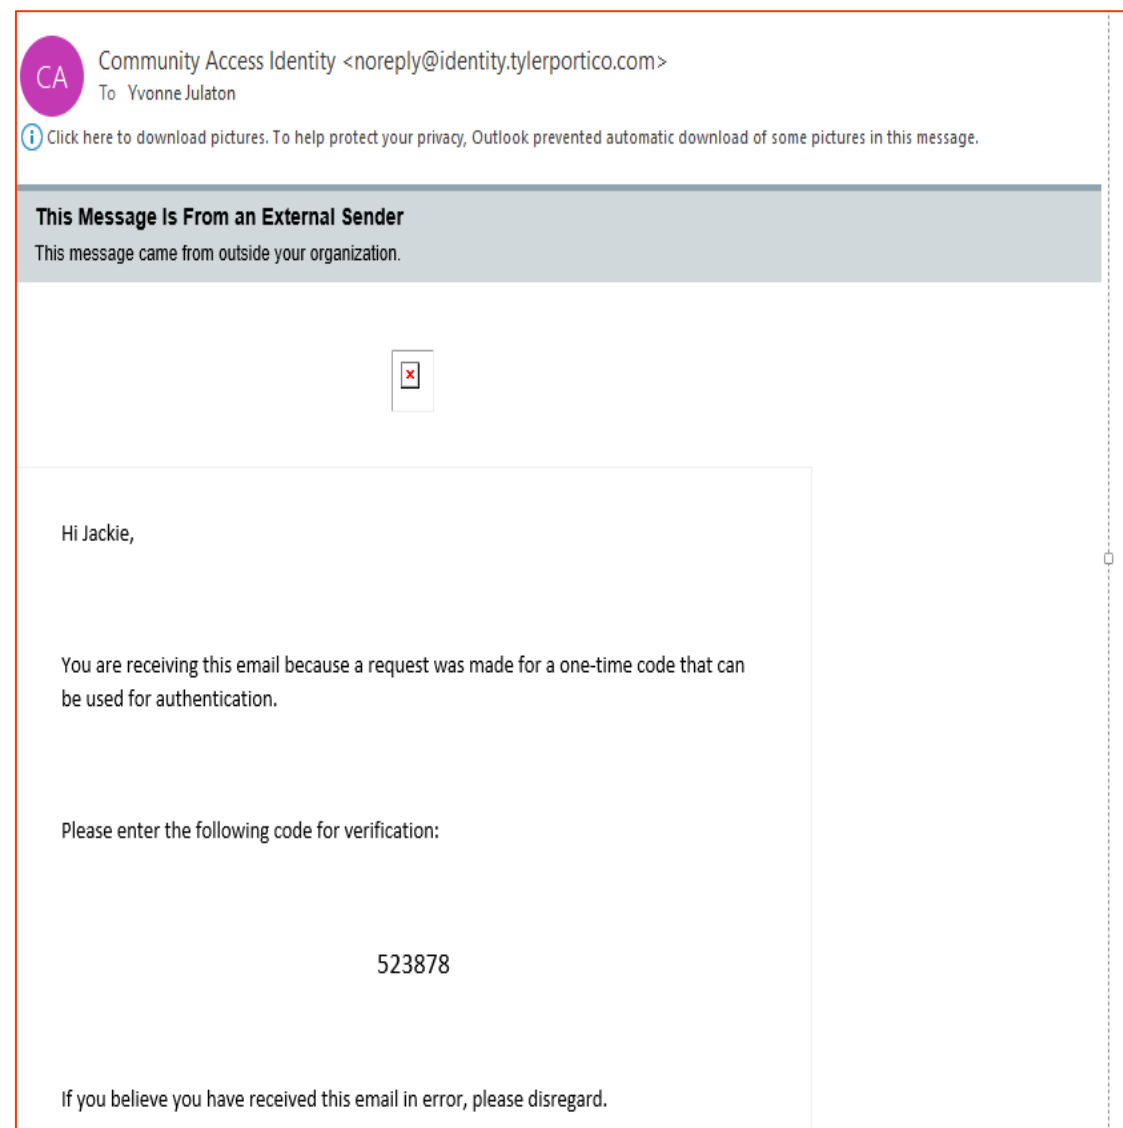 CA
Community Access Identity <noreply@identity.tylerportico.com>
To Yvonne Julaton
Click here to download pictures. To help protect your privacy, Outlook prevented automatic download of some pictures in this message.
This Message Is From an External Sender
This message came from outside your organization.
Hi Jackie,
You are receiving this email because a request was made for a one-time code that can
be used for authentication.
Please enter the following code for verification:
523878
If you believe you have received this email in error, please disregard.